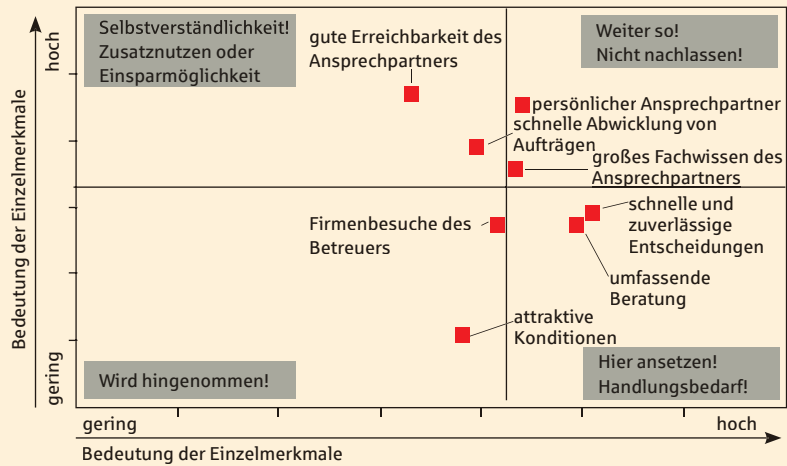 Selbstverständlichkeit!
Zusatznutzen oder
Einsparmöglichkeit
gute Erreichbarkeit des
Ansprechpartners
Weiter so!
Nicht nachlassen!
persönlicher Ansprechpartner
schnelle Abwicklung von
Aufträgen
großes Fachwissen des
Ansprechpartners
Firmenbesuche des
Betreuers
schnelle und
zuverlässige
Entscheidungen
umfassende
Beratung
attraktive
Konditionen
Wird hingenommen!
Hier ansetzen!
Handlungsbedarf!
hoch
Bedeutung der Einzelmerkmale
gering
gering
hoch
Bedeutung der Einzelmerkmale